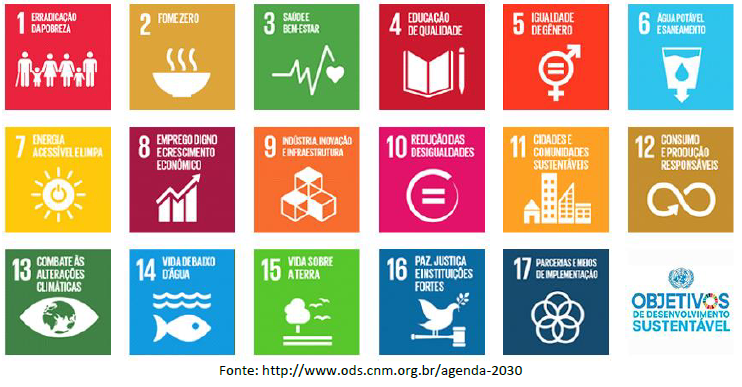 1 ERRADICAÇÃO
DA POBREZA
2 FOME ZERO
3 SAÚDE E
BEM-ESTAR
4 EDUCAÇÃO
DE QUALIDADE
5 IGUALDADE
DE GÊNERO
6 ÁGUA POTÁVEL
E SANEAMENTO
7 ENERGIA
ACESSÍVEL E LIMPA
8 EMPREGO DIGNO
E CRESCIMENTO
ECONÔMICO
9 INDÚSTRIA, INOVAÇÃO
E INFRAESTRUTURA
10 REDUÇÃO DAS
DESIGUALDADES
11 CIDADES E
COMUNIDADES
SUSTENTÁVEIS
12 CONSUMO
E PRODUÇÃO
RESPONSÁVEIS
13 COMBATE ÀS
ALTERAÇÕES
CLIMÁTICAS
14 VIDA DEBAIXO
D'ÁGUA
15 VIDA SOBRE
A TERRA
16 PAZ, JUSTIÇA
E INSTITUIÇÕES
FORTES
17 PARCERIAS E MEIOS
DE IMPLEMENTAÇÃO
OBJETIVOS
DE DESENVOLVIMENTO
SUSTENTÁVEL
Fonte: http://www.ods.cnm.org.br/agenda-2030